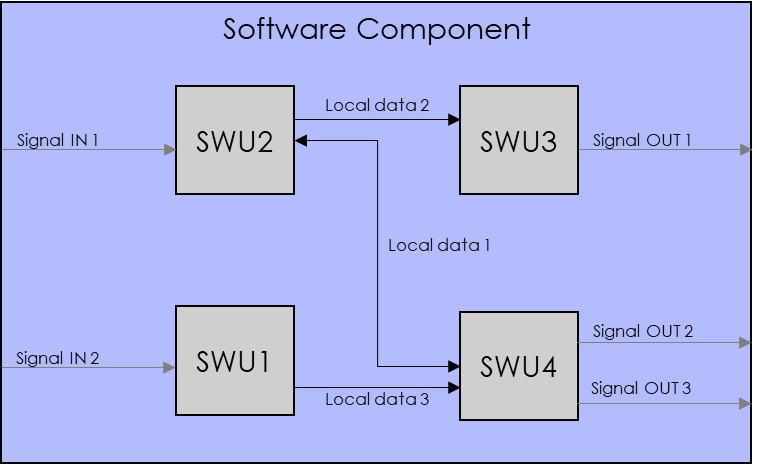 Software Component
Local data 2
Signal IN 1
SWU2
SWU3
Signal OUT 1
Local data 1
Signal IN 2
SWU1
SWU4
Signal OUT 2
Signal OUT 3
Local data 3